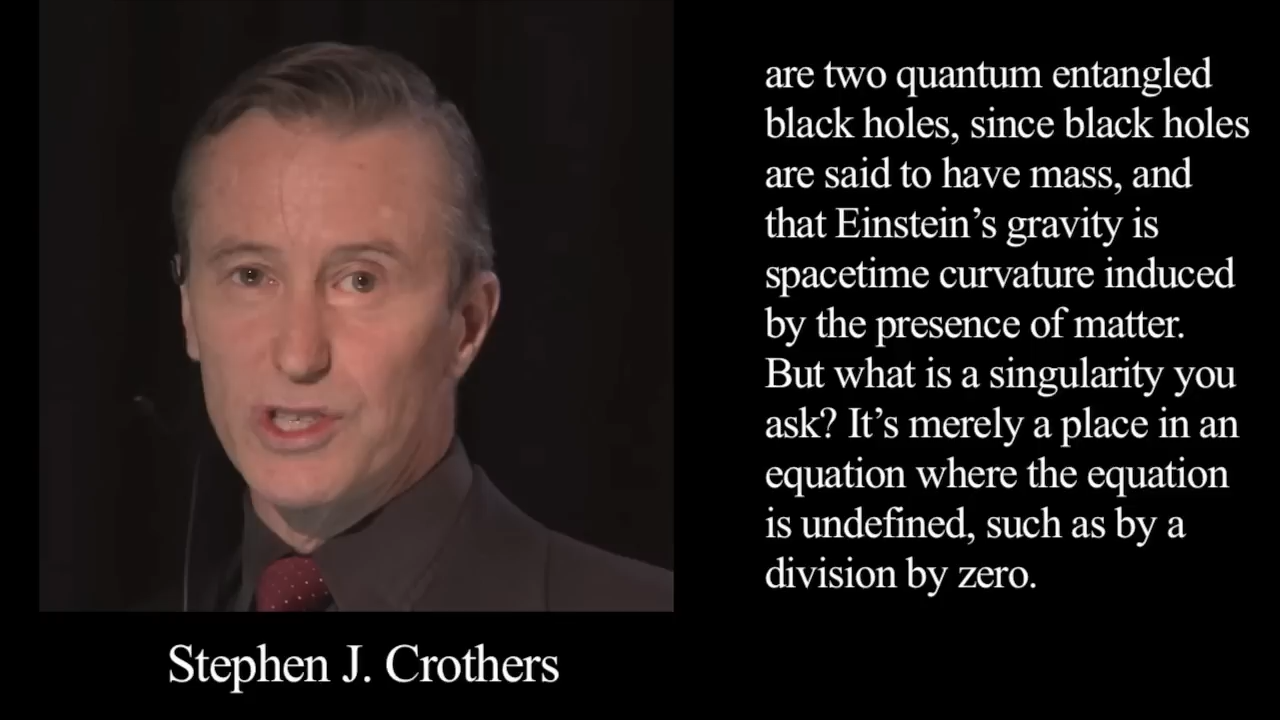 are two quantum entangled
black holes, since black holes
are said to have mass, and
that Einstein’s gravity is
spacetime curvature induced
by the presence of matter.
But what is a singularity you
ask? It’s merely a place in an
equation where the equation
is undefined, such as by a
division by zero.
Stephen J. Crothers